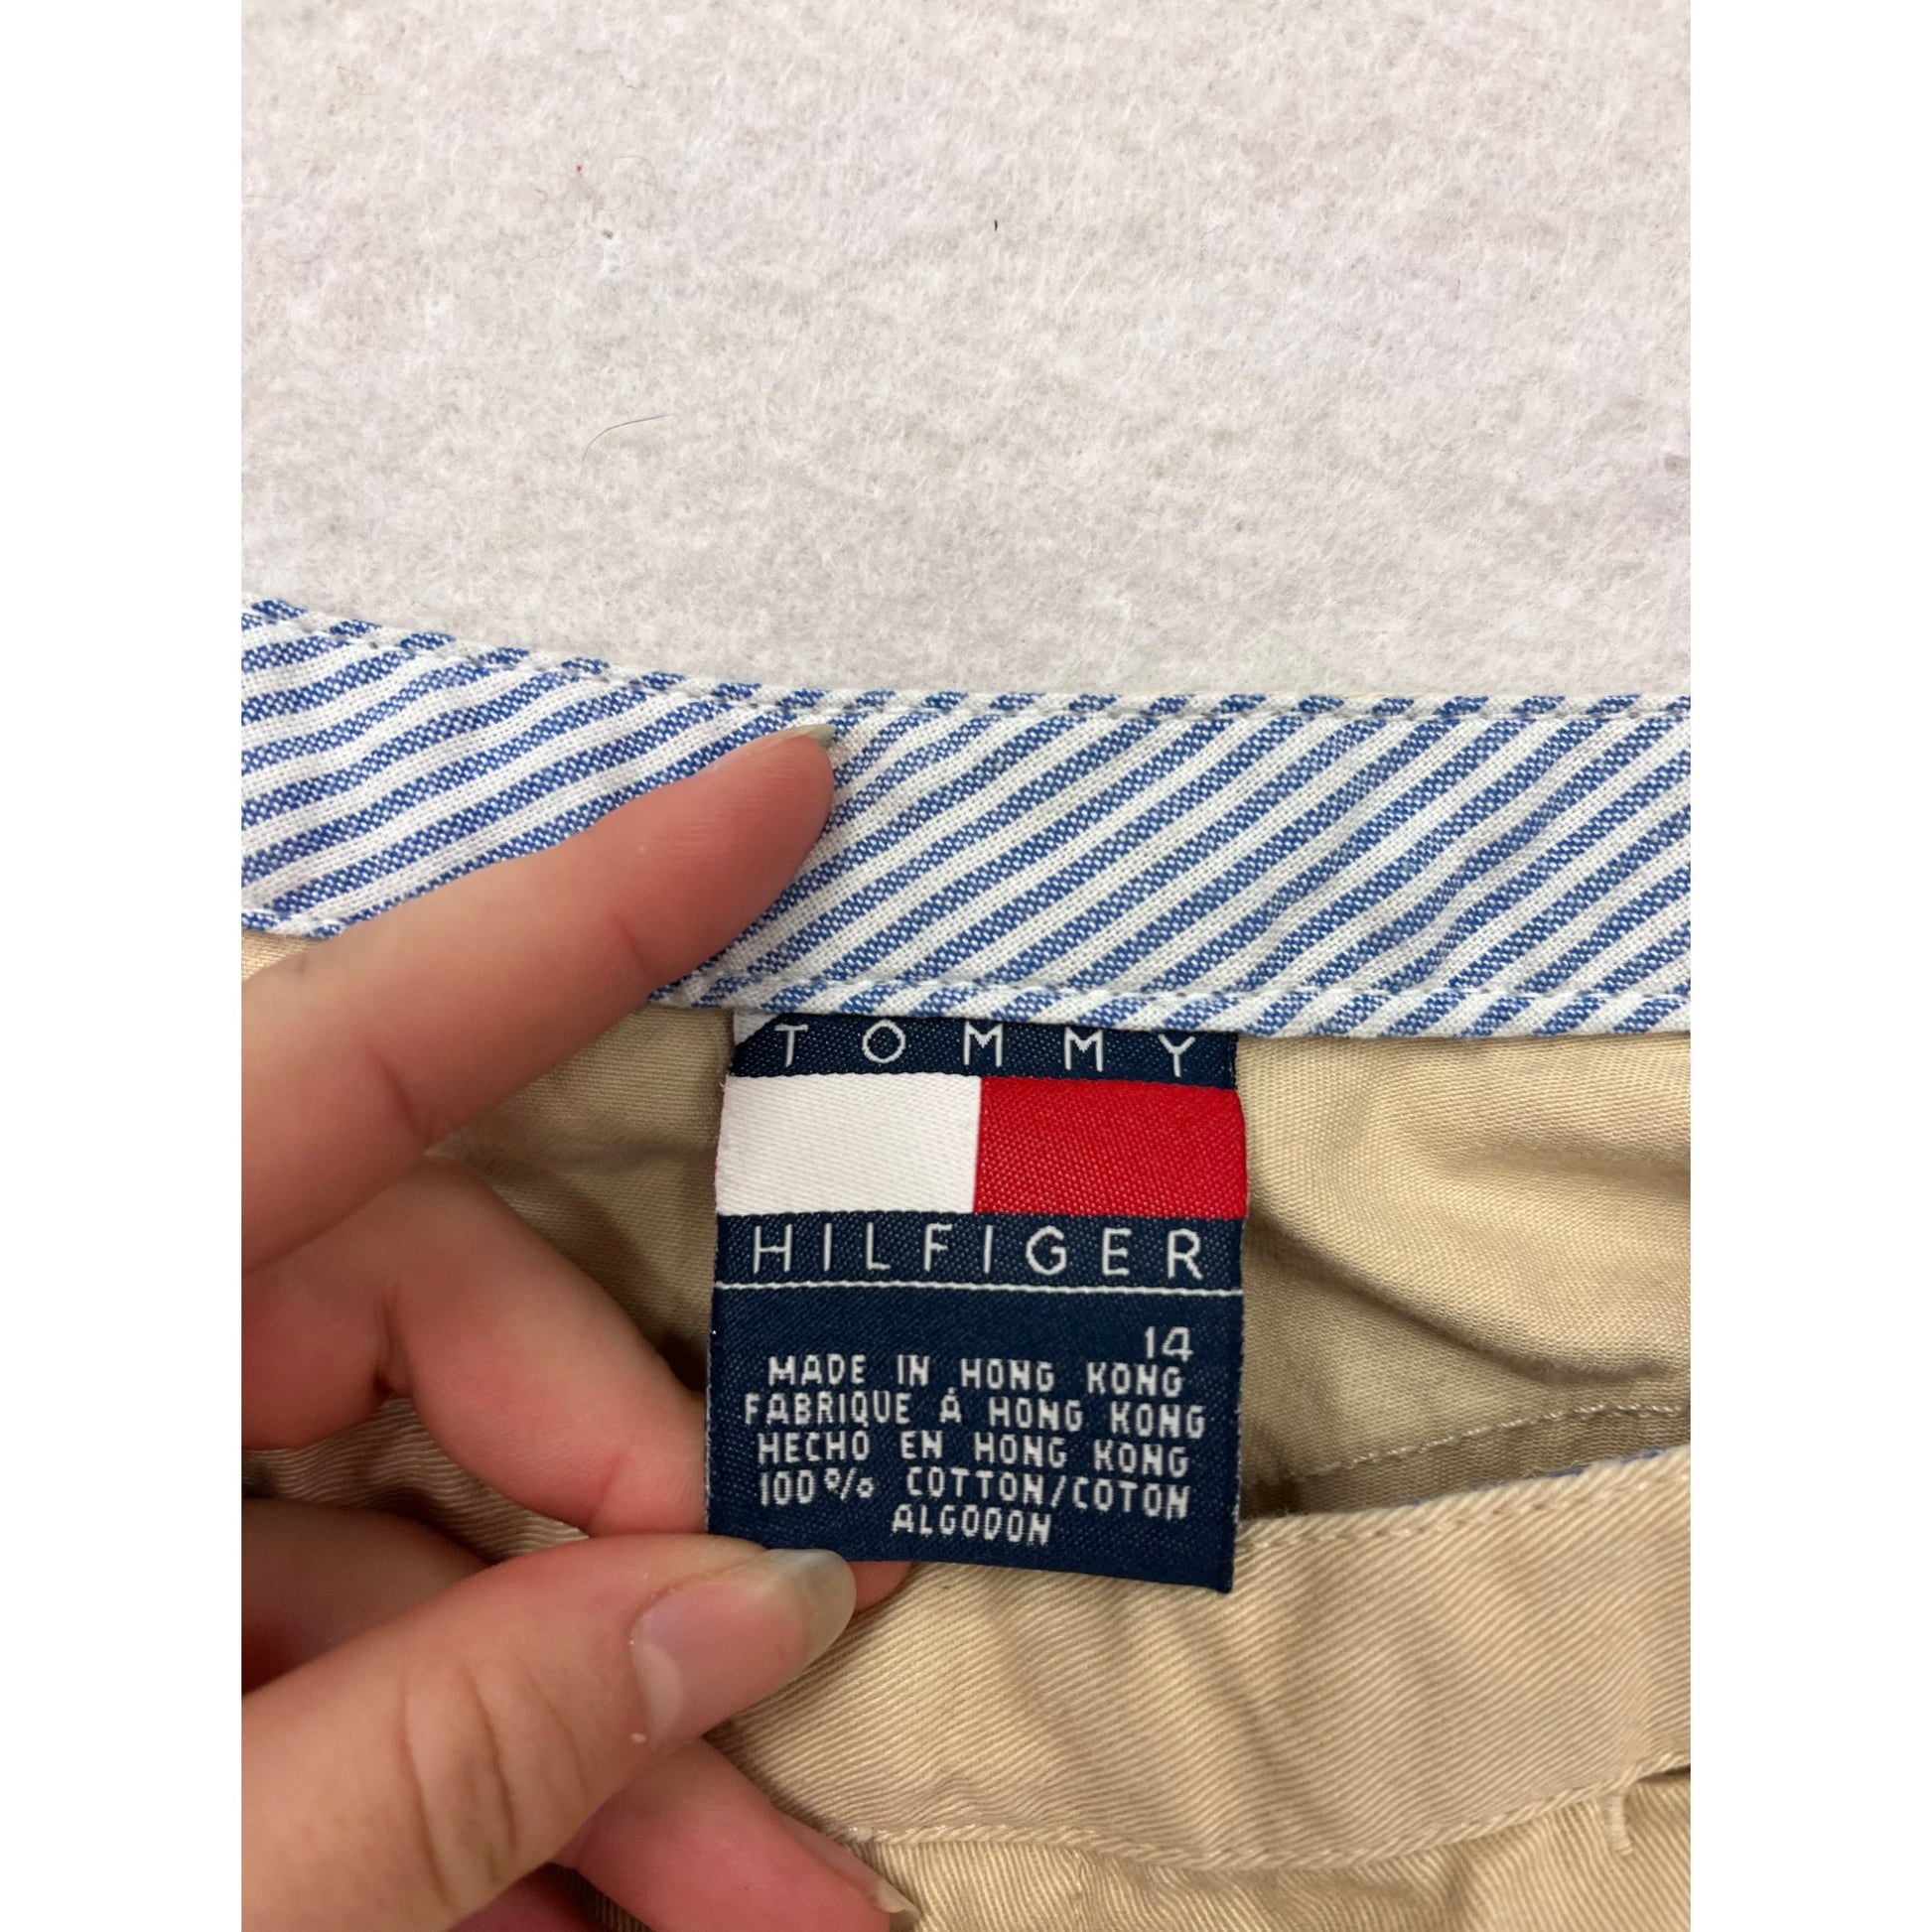 TOMMY
HILFIGER
14
MADE IN HONG KONG
FABRIQUE Á HONG KONG
HECHO EN HONG KONG
100% COTTON/COTON
ALGODON